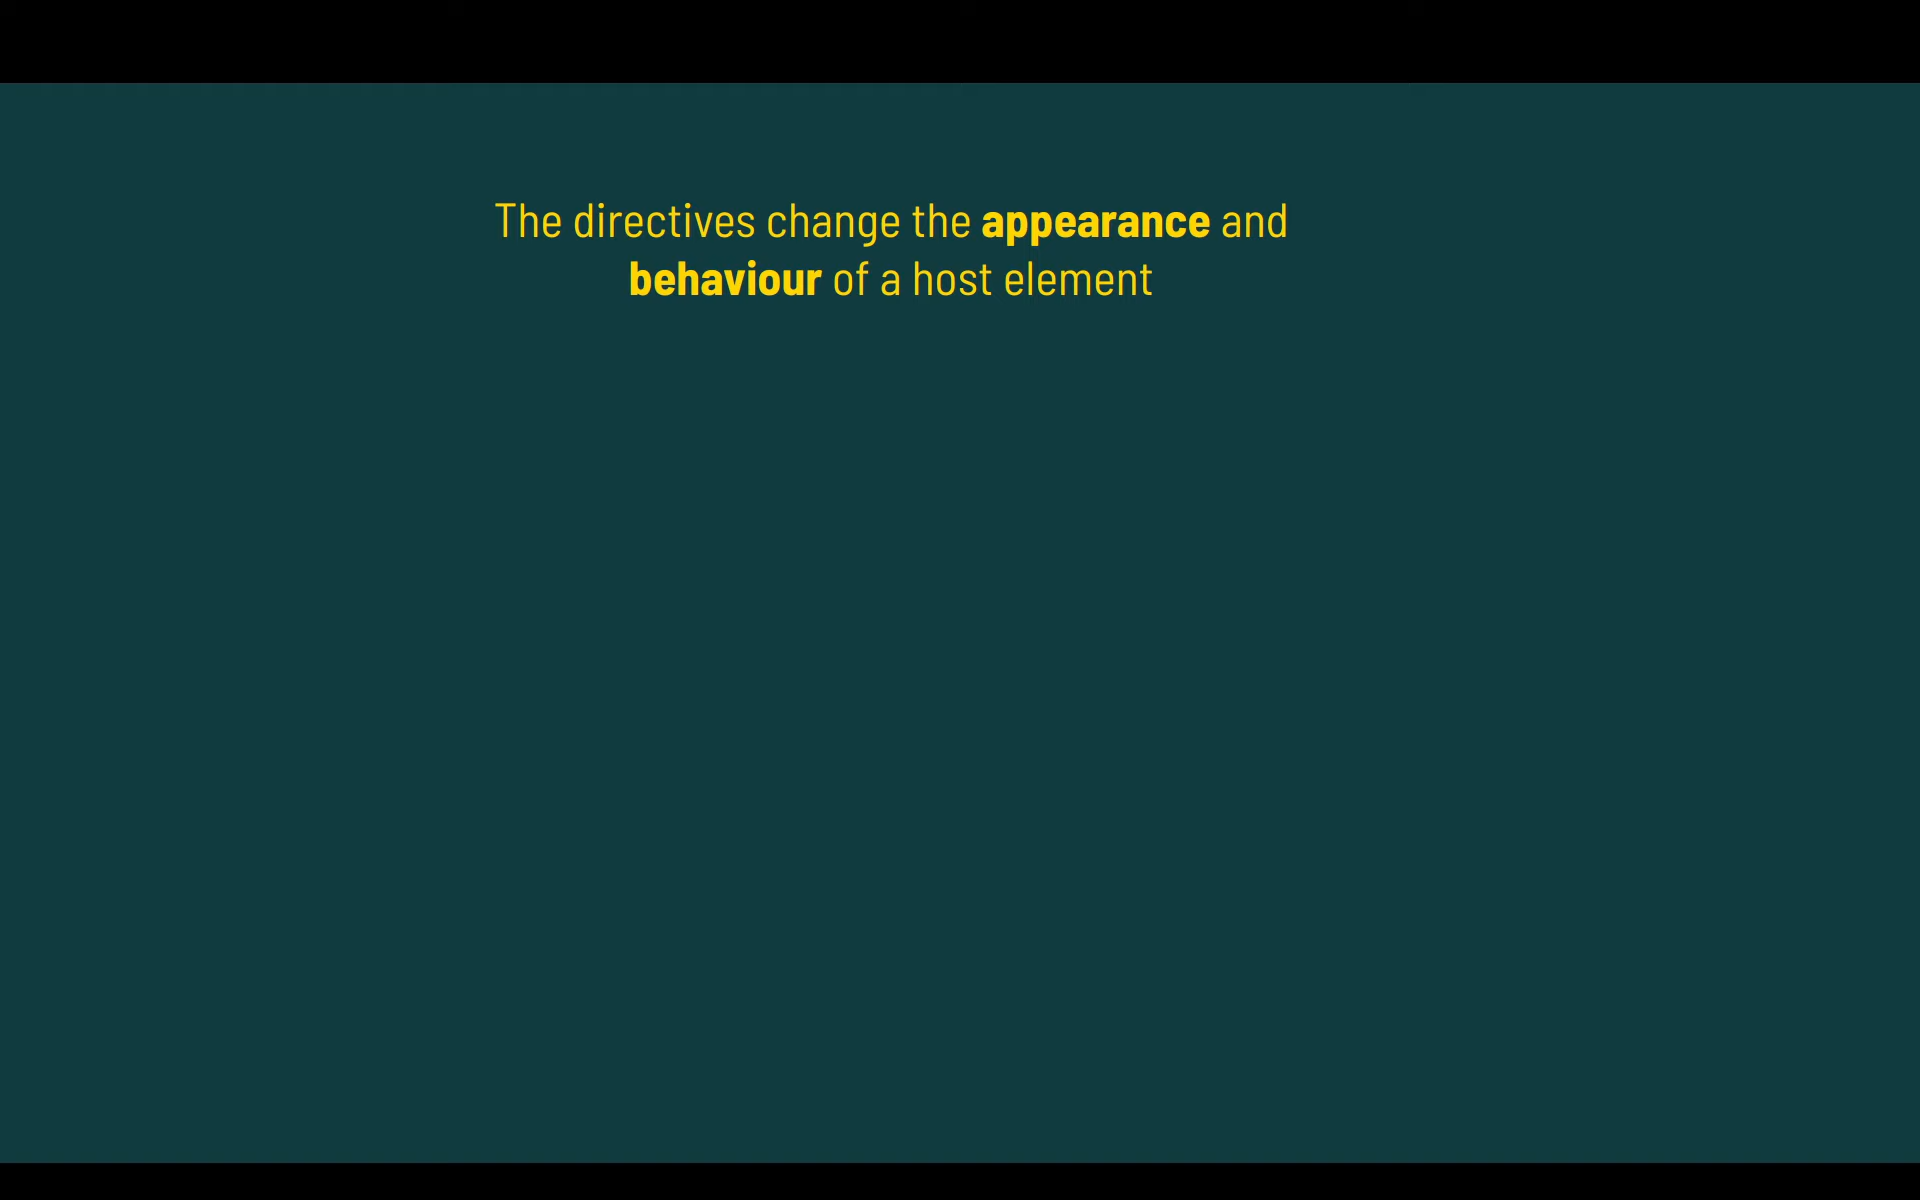 The directives change the appearance and
behaviour of a host element